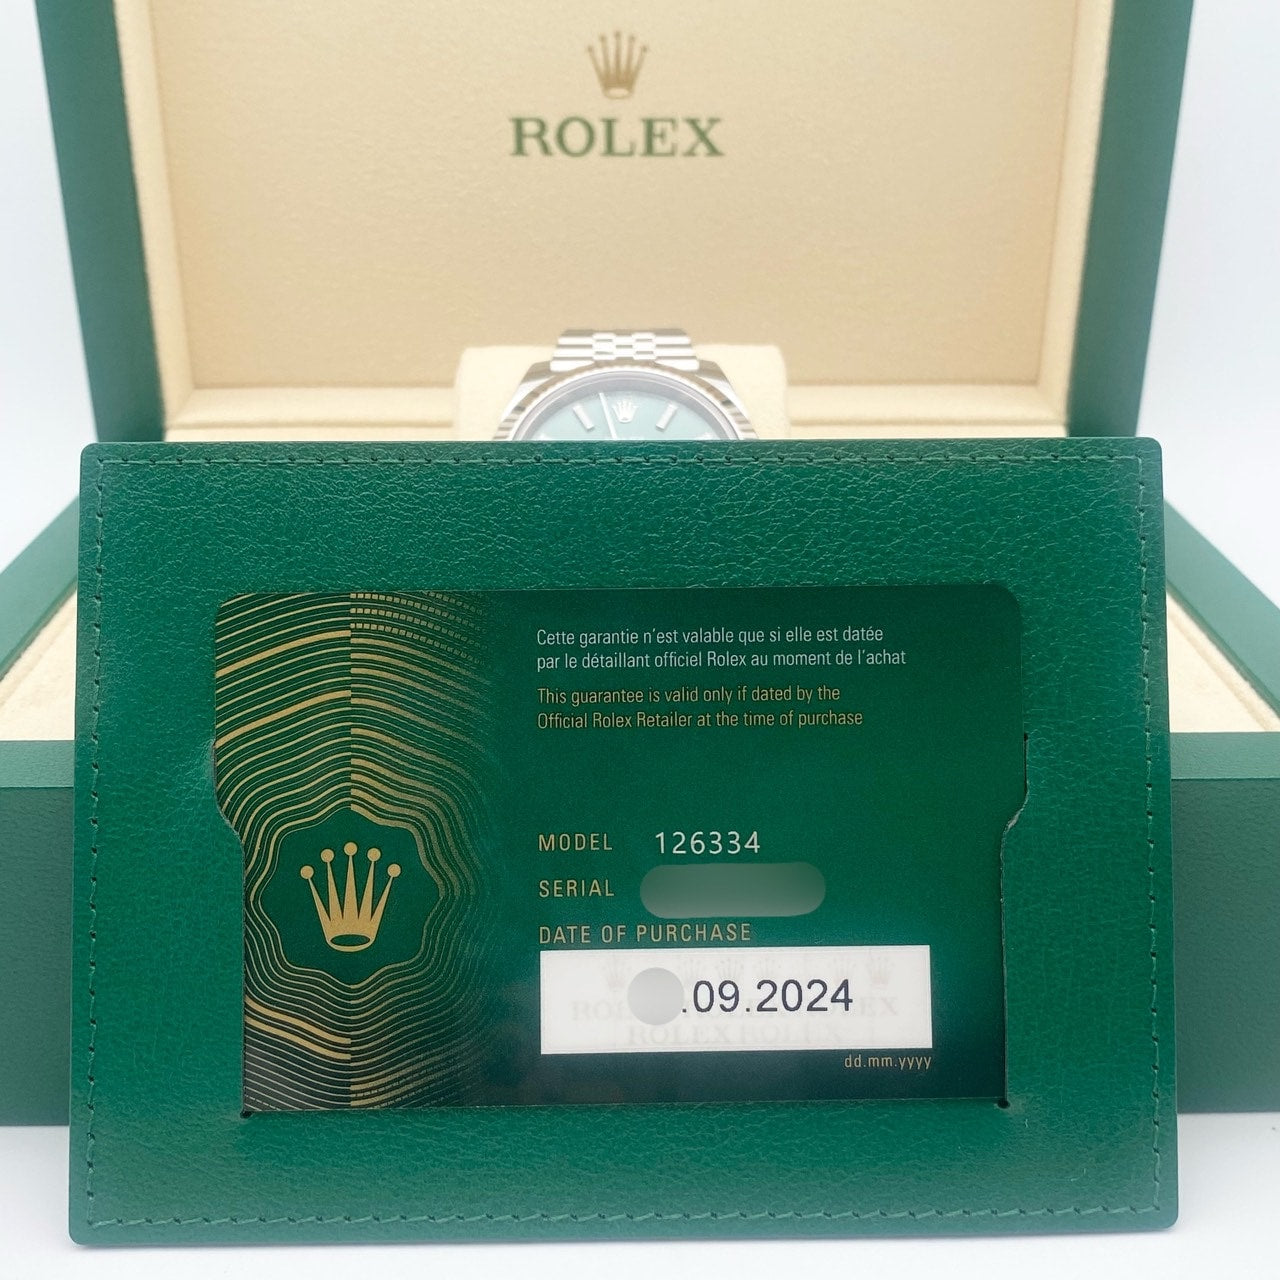 ROLEX
Cette garantie n'est valable que si elle est datée
par le détaillant officiel Rolex au moment de l'achat
This guarantee is valid only if dated by the
Official Rolex Retailer at the time of purchase
MODEL 126334
SERIAL
DATE OF PURCHASE
.09.2024
ROLEX ROLEX
dd.mm.yyyy